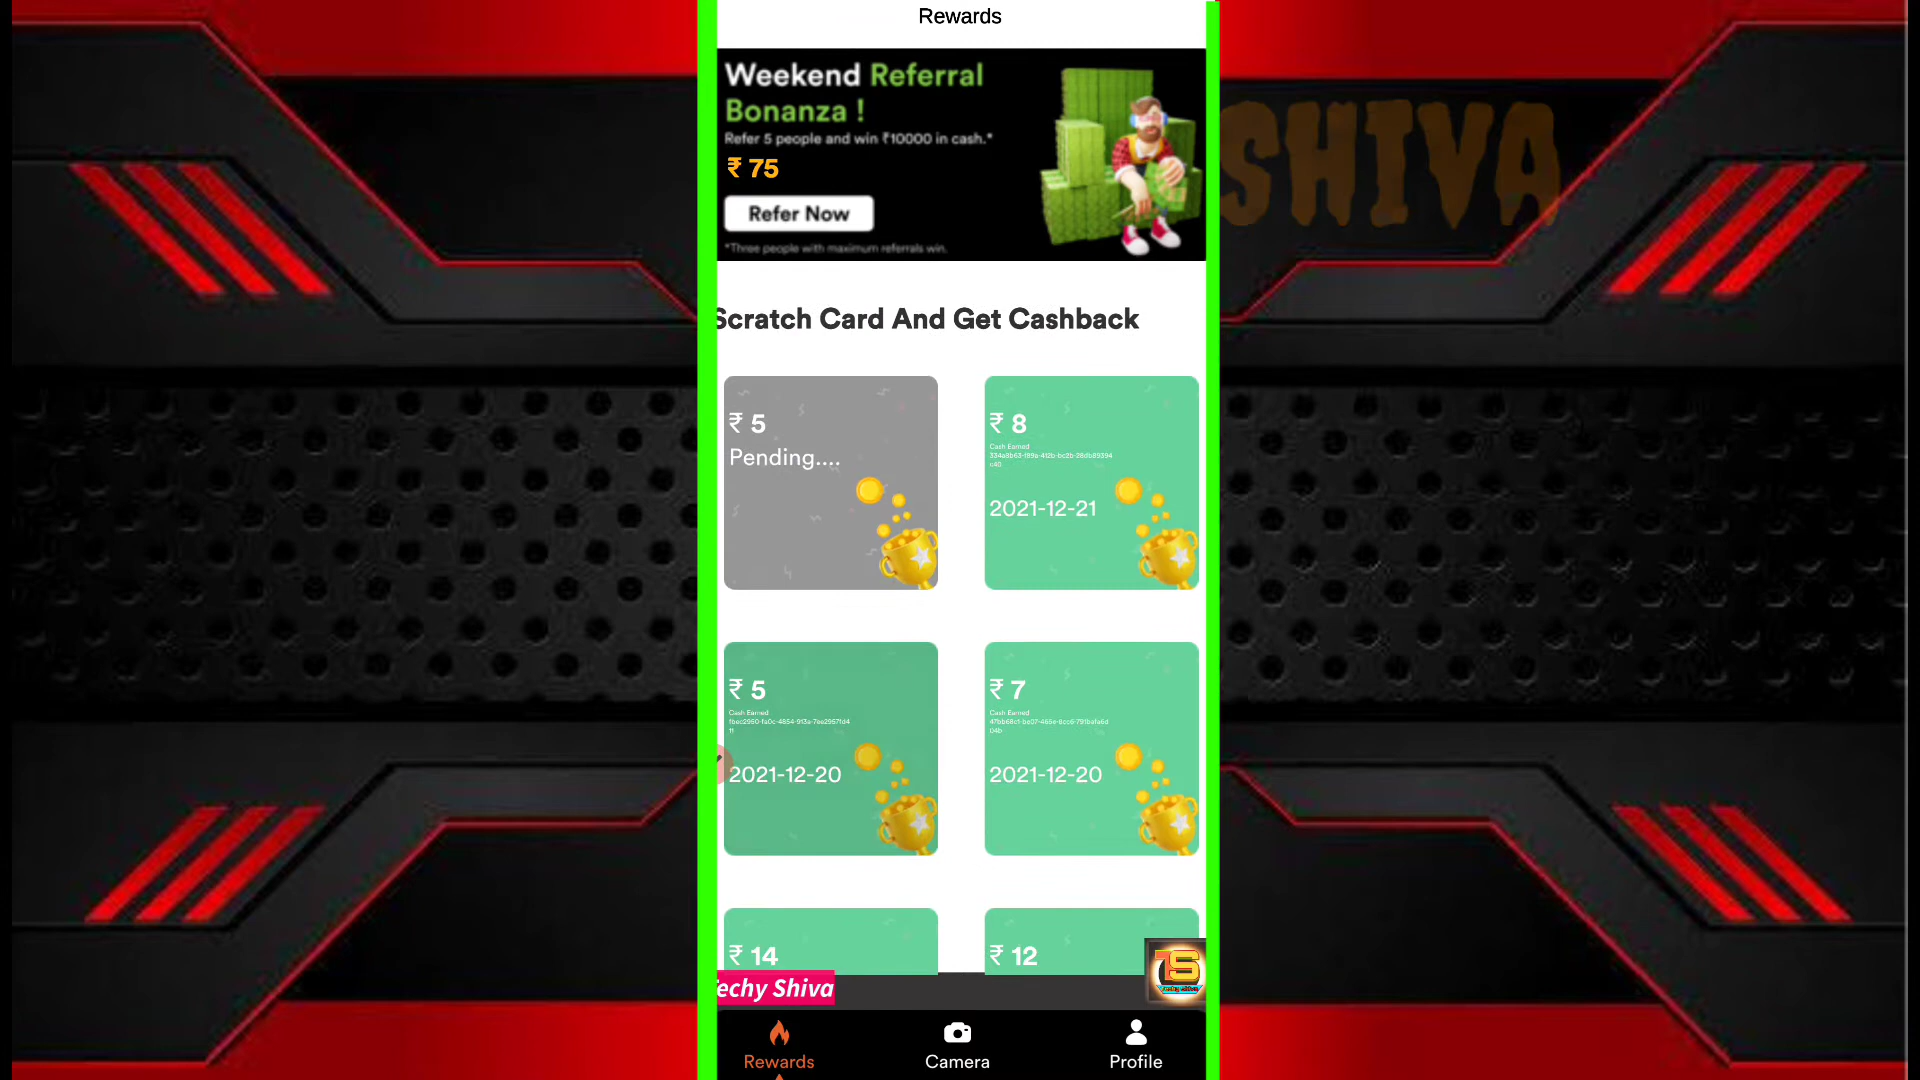 Rewards
Weekend Referral
Bonanza !
Refer 5 people and win ₹10000 in cash.*
₹ 75
Refer Now
*Three people with maximum referrals win.
SHIVA
Scratch Card And Get Cashback
₹ 5
Pending....
₹ 8
Cash Earned
2021-12-21
₹ 5
Cash Earned
2021-12-20
₹ 7
Cash Earned
2021-12-20
₹ 14
₹ 12
echy Shiva
TS
Rewards
Camera
Profile